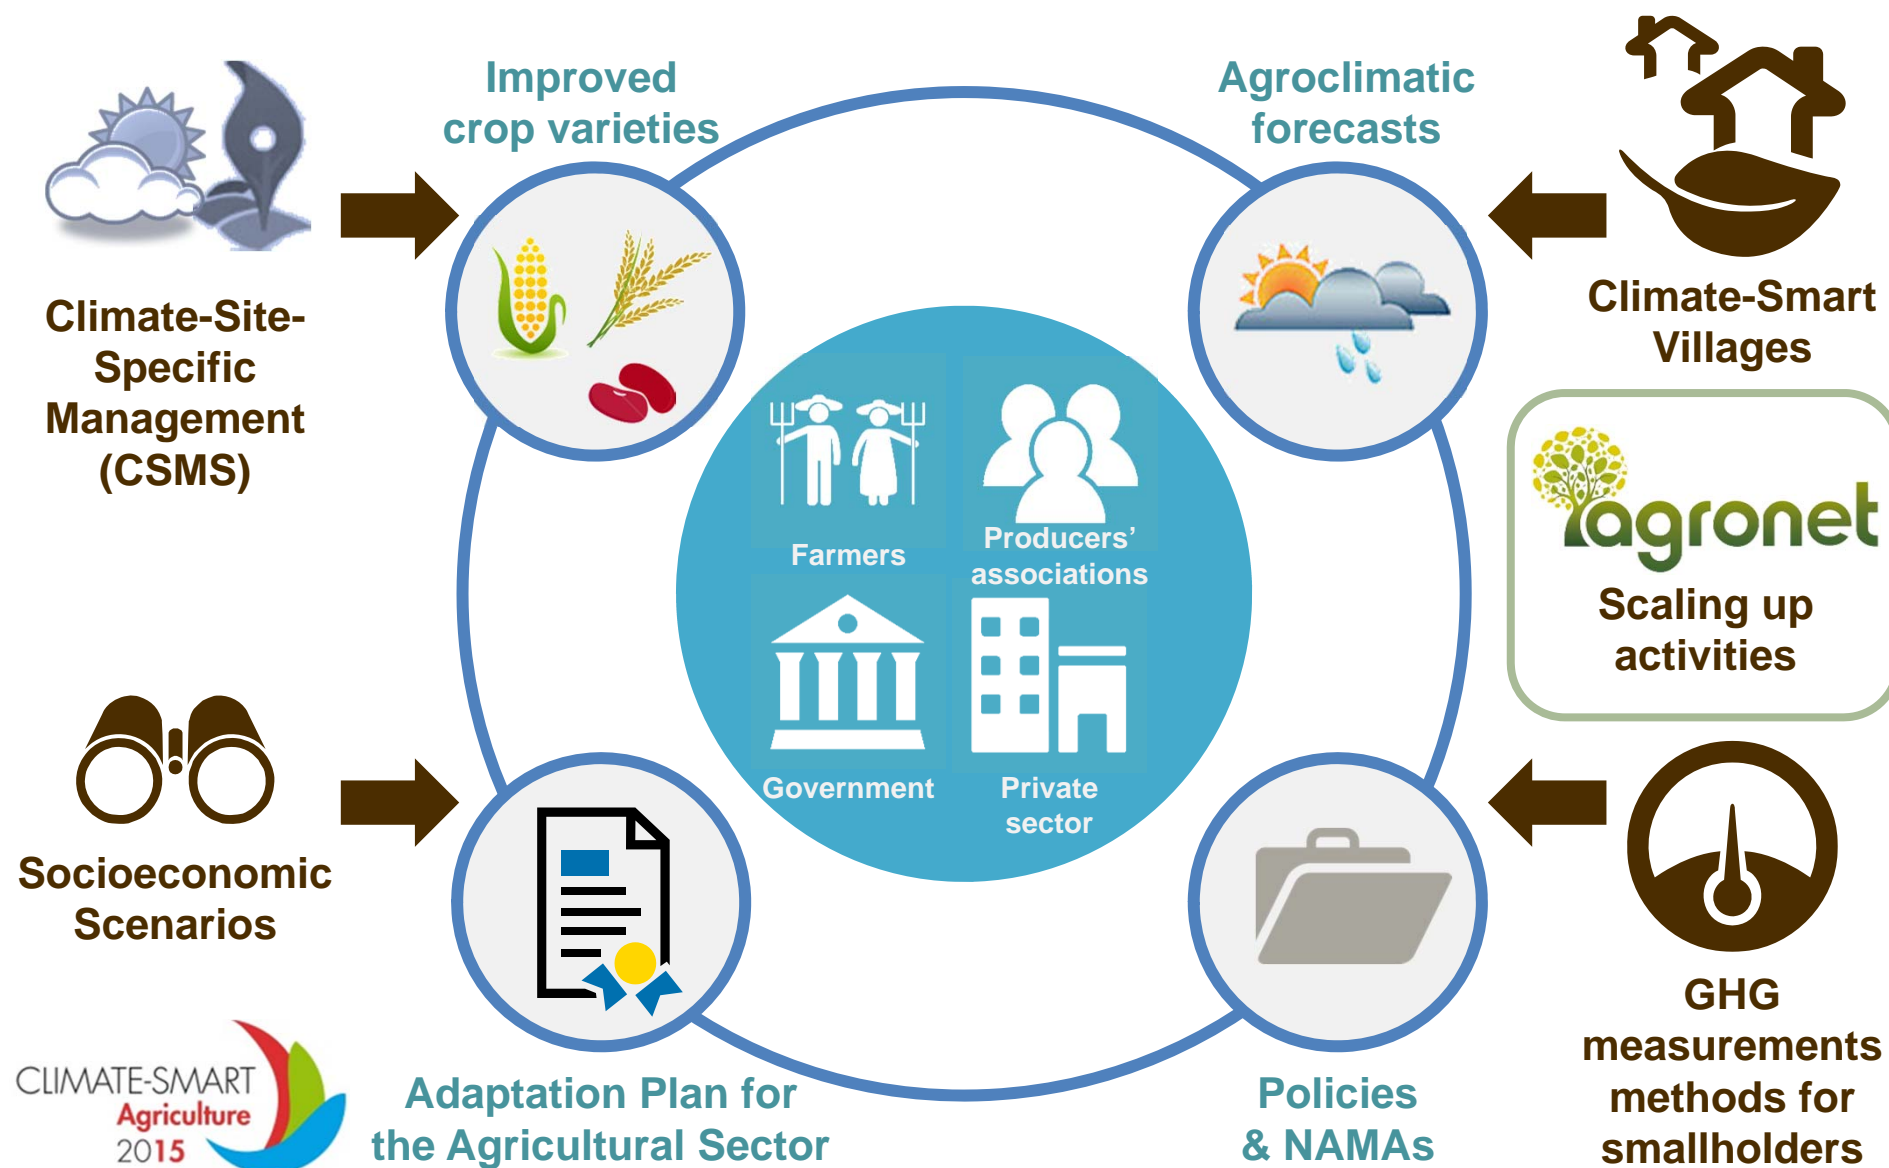 Improved
crop varieties
Agroclimatic
forecasts
Climate-Site-
Specific
Management
(CSMS)
Climate-Smart
Villages
Farmers
Producers’
associations
agronet
Scaling up
activities
Government
Private
sector
Socioeconomic
Scenarios
GHG
measurements
methods for
smallholders
CLIMATE-SMART
Agriculture
2015
Adaptation Plan for
the Agricultural Sector
Policies
& NAMAs